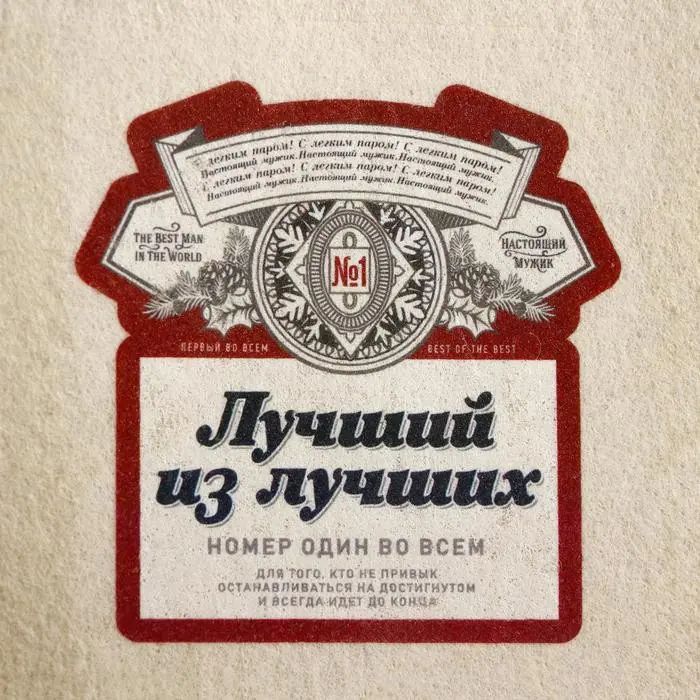 С легким паром! С легким паром! С легким паром!
Настоящий мужик.Настоящий мужик.Настоящий мужик.
С легким паром! С легким паром! С легким паром!
Настоящий мужик.Настоящий мужик.Настоящий мужик.
The Best Man
in The World
№1
Настоящий
Мужик
ПЕРВЫЙ ВО ВСЕМ
BEST OF THE BEST
Лучший
из лучших
НОМЕР ОДИН ВО ВСЕМ
ДЛЯ ТОГО, КТО НЕ ПРИВЫК
ОСТАНАВЛИВАТЬСЯ НА ДОСТИГНУТОМ
И ВСЕГДА ИДЕТ ДО КОНЦА